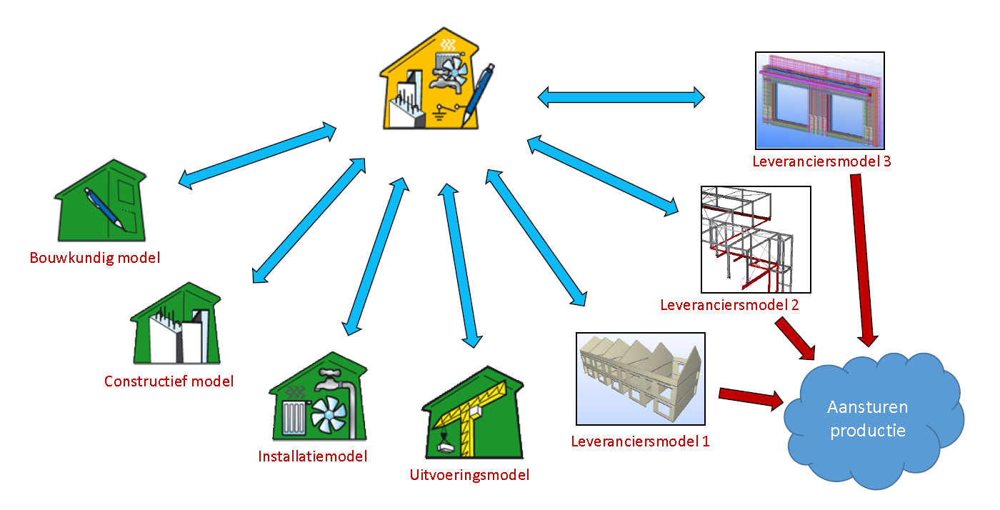 Leveranciersmodel 3
Bouwkundig model
Leveranciersmodel 2
Constructief model
Aansturen
productie
Leveranciersmodel 1
Installatiemodel
Uitvoeringsmodel